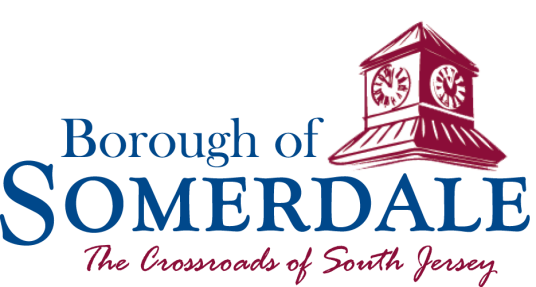 Borough of
SOMERDALE
The Crossroads of South Jersey